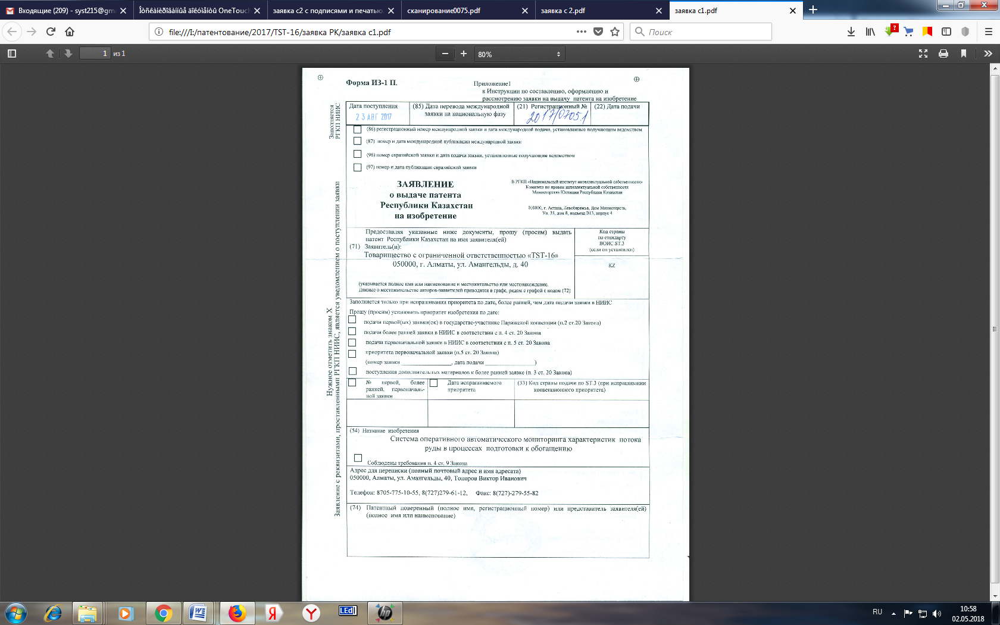 Входящие (209) - syst215@gm
Îòñêàíèðîâàííûå äîêóìåíòû OneTouch
заявка с2 с подписями и печатью.
сканирование0075.pdf
заявка с 2.pdf
заявка с1.pdf
file:///I:/патентование/2017/TST-16/заявка РК/заявка с1.pdf
Поиск
1 из 1
80%
Форма ИЗ-1 П.
Приложение1
к Инструкции по составлению, оформлению и
рассмотрению заявки на выдачу патента на изобретение
Заполняется
РГКП НИИС
Дата поступления
23 АВГ 2017
(85) Дата перевода международной
заявки на национальную фазу
(21) Регистрационный №
2017/0705.1
(22) Дата подачи
(86) регистрационный номер международной заявки и дата международной подачи, установленные получающим ведомством
(87) номер и дата международной публикации международной заявки
(96) номер евразийской заявки и дата подачи заявки, установленные получающим ведомством
(97) номер и дата публикации евразийской заявки
ЗАЯВЛЕНИЕ
о выдаче патента
Республики Казахстан
на изобретение
В РГКП «Национальный институт интеллектуальной собственности»
Комитета по правам интеллектуальной собственности
Министерства Юстиции Республики Казахстан
010000, г. Астана, Левобережье, Дом Министерств,
Ул. 35, дом 8, подъезд В13, корпус 4
Нужное отметить знаком X
Заявление с реквизитами, проставленными РГКП НИИС, является уведомлением о поступлении заявки
Предоставляя указанные ниже документы, прошу (просим) выдать
патент Республики Казахстан на имя заявителя(ей)
(71) Заявитель(и):
Товарищество с ограниченной ответственностью «TST-16»
050000, г. Алматы, ул. Амангельды, д. 40
(указывается полное имя или наименование и местожительство или местонахождение.
Данные о местожительстве авторов-заявителей приводятся в графе, рядом с графой с кодом (72)
Код страны
по стандарту
ВОИС ST.3
(если он установлен)
KZ
Заполняется только при испрашивании приоритета по дате, более ранней, чем дата подачи заявки в НИИС
Прошу (просим) установить приоритет изобретения по дате:
подачи первой(ых) заявки(ок) в государстве-участнике Парижской конвенции (п.2 ст.20 Закона)
подачи более ранней заявки в НИИС в соответствии с п. 4 ст. 20 Закона
подачи первоначальной заявки в НИИС в соответствии с п. 5 ст. 20 Закона
приоритета первоначальной заявки (п.5 ст. 20 Закона)
(номер заявки ________________, дата подачи ________________)
поступления дополнительных материалов к более ранней заявке (п. 3 ст. 20 Закона)
№ первой, более
ранней, первоначаль-
ной заявки
Дата испрашиваемого
приоритета
(33) Код страны подачи по ST.3 (при испрашивании
конвенционного приоритета)
(54) Название изобретения
Система оперативного автоматического мониторинга характеристик потока
руды в процессах подготовки к обогащению
Соблюдены требования п. 4 ст. 9 Закона
Адрес для переписки (полный почтовый адрес и имя адресата)
050000, Алматы, ул. Амангельды, 40, Топоров Виктор Иванович
Телефон: 8705-775-10-55, 8(727)279-61-12, Факс: 8(727)-279-55-82
(74) Патентный поверенный (полное имя, регистрационный номер) или представитель заявителя(ей)
(полное имя или наименование)
LEd
RU
10:58
02.05.2018